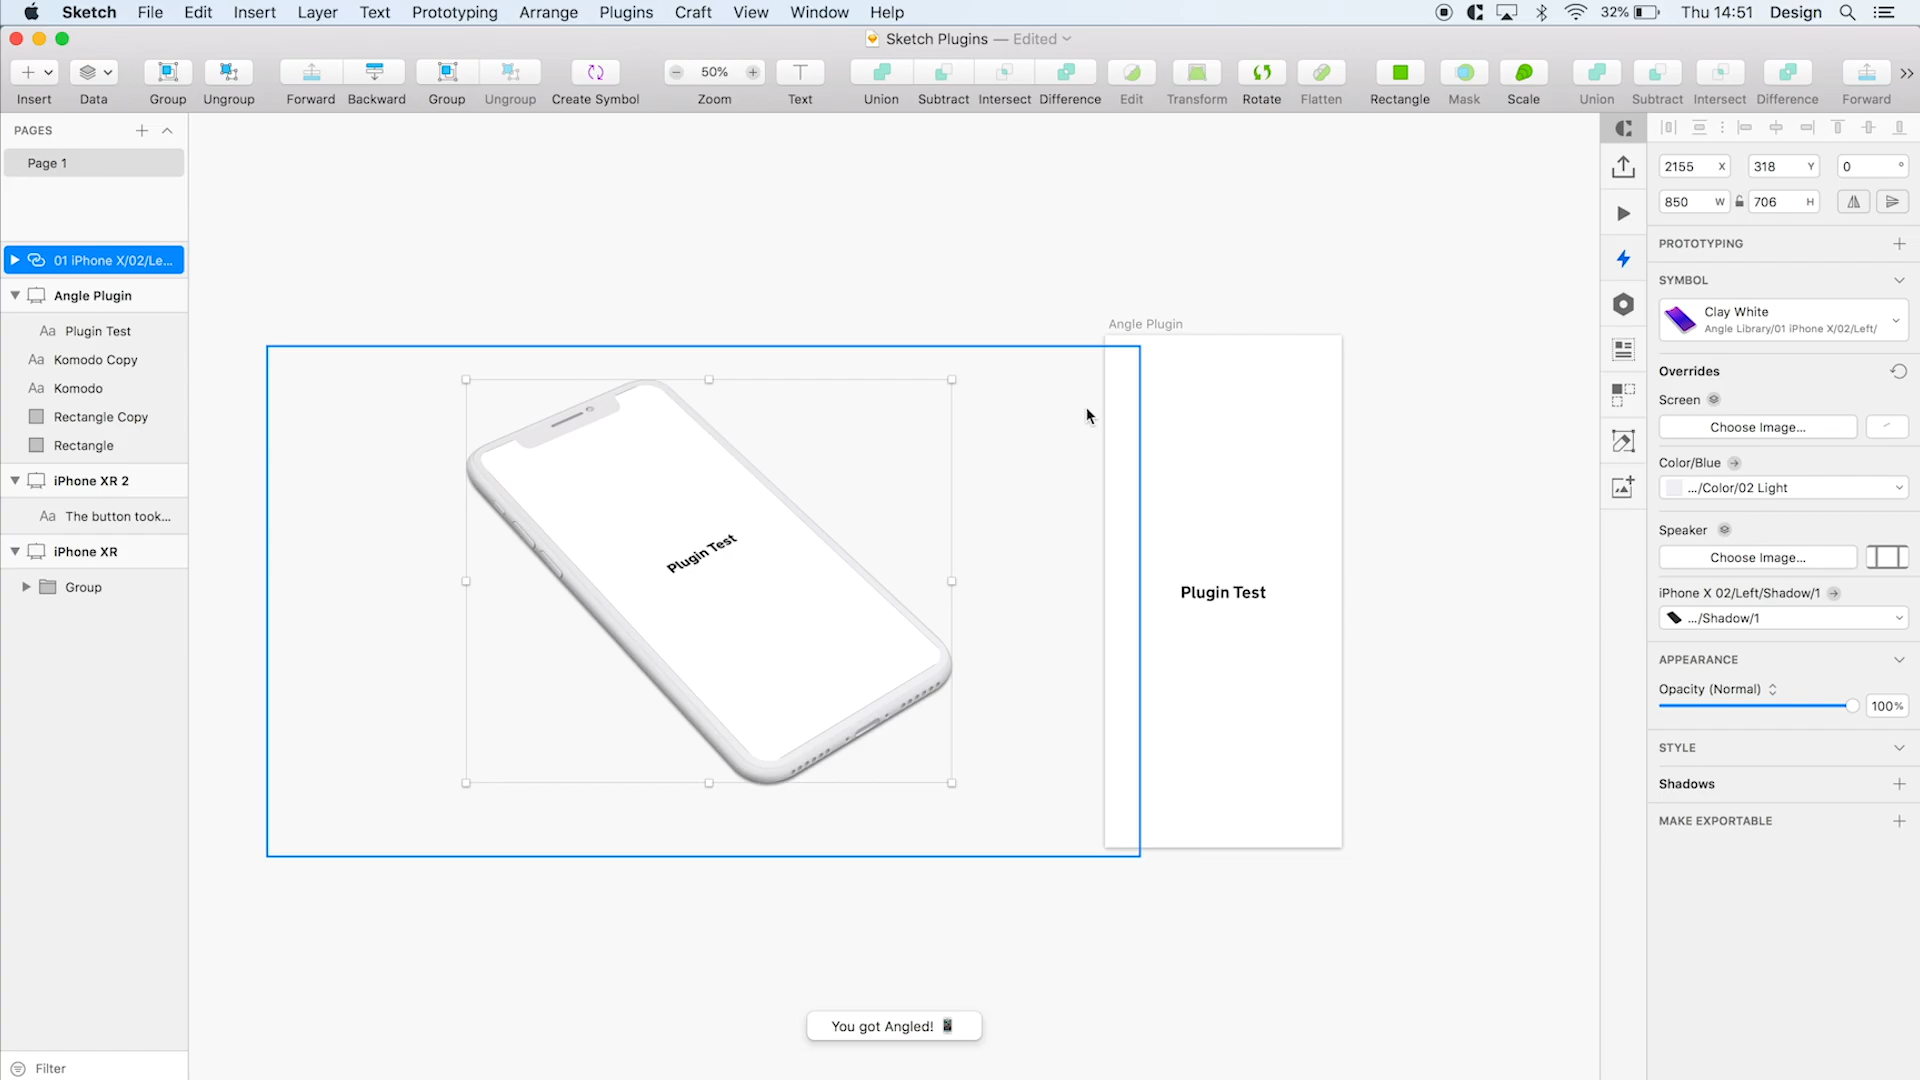 Sketch File Edit Insert Layer Text Prototyping Arrange Plugins Craft View Window Help 32% Thu 14:51 Design
Sketch Plugins — Edited
50%
Insert Data Group Ungroup Forward Backward Group Ungroup Create Symbol Zoom Text Union Subtract Intersect Difference Edit Transform Rotate Flatten Rectangle Mask Scale Union Subtract Intersect Difference Forward
PAGES
Page 1
01 iPhone X/02/Le...
Angle Plugin
Aa Plugin Test
Aa Komodo Copy
Aa Komodo
Rectangle Copy
Rectangle
iPhone XR 2
Aa The button took...
iPhone XR
Group
Filter
Angle Plugin
Plugin Test
Plugin Test
You got Angled!
2155 X 318 Y 0 °
850 W 706 H
PROTOTYPING
SYMBOL
Clay White
Angle Library/01 iPhone X/02/Left/
Overrides
Screen
Choose Image...
Color/Blue
.../Color/02 Light
Speaker
Choose Image...
iPhone X 02/Left/Shadow/1
.../Shadow/1
APPEARANCE
Opacity (Normal)
100%
STYLE
Shadows
MAKE EXPORTABLE